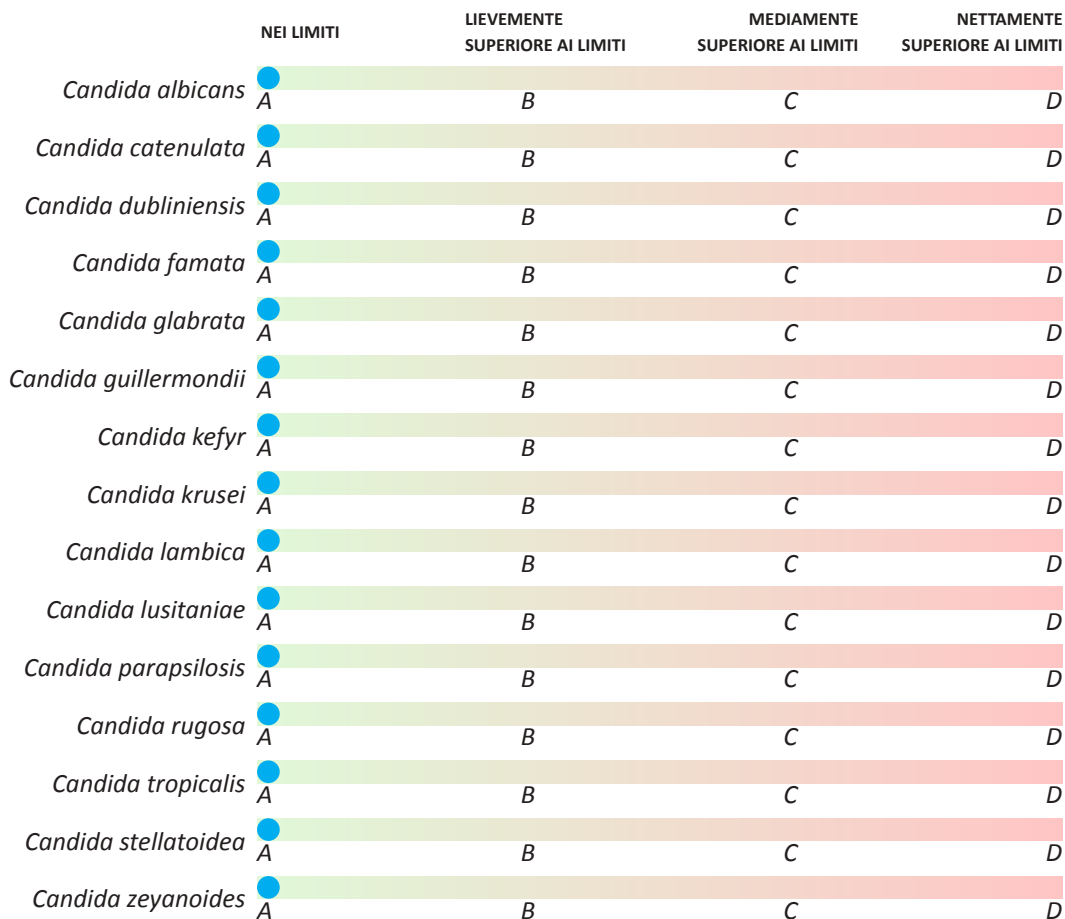 NEI LIMITI
LIEVEMENTE
SUPERIORE AI LIMITI
MEDIAMENTE
SUPERIORE AI LIMITI
NETTAMENTE
SUPERIORE AI LIMITI
Candida albicans
A B C D
Candida catenulata
A B C D
Candida dubliniensis
A B C D
Candida famata
A B C D
Candida glabrata
A B C D
Candida guillermondii
A B C D
Candida kefyr
A B C D
Candida krusei
A B C D
Candida lambica
A B C D
Candida lusitaniae
A B C D
Candida parapsilosis
A B C D
Candida rugosa
A B C D
Candida tropicalis
A B C D
Candida stellatoidea
A B C D
Candida zeyanoides
A B C D